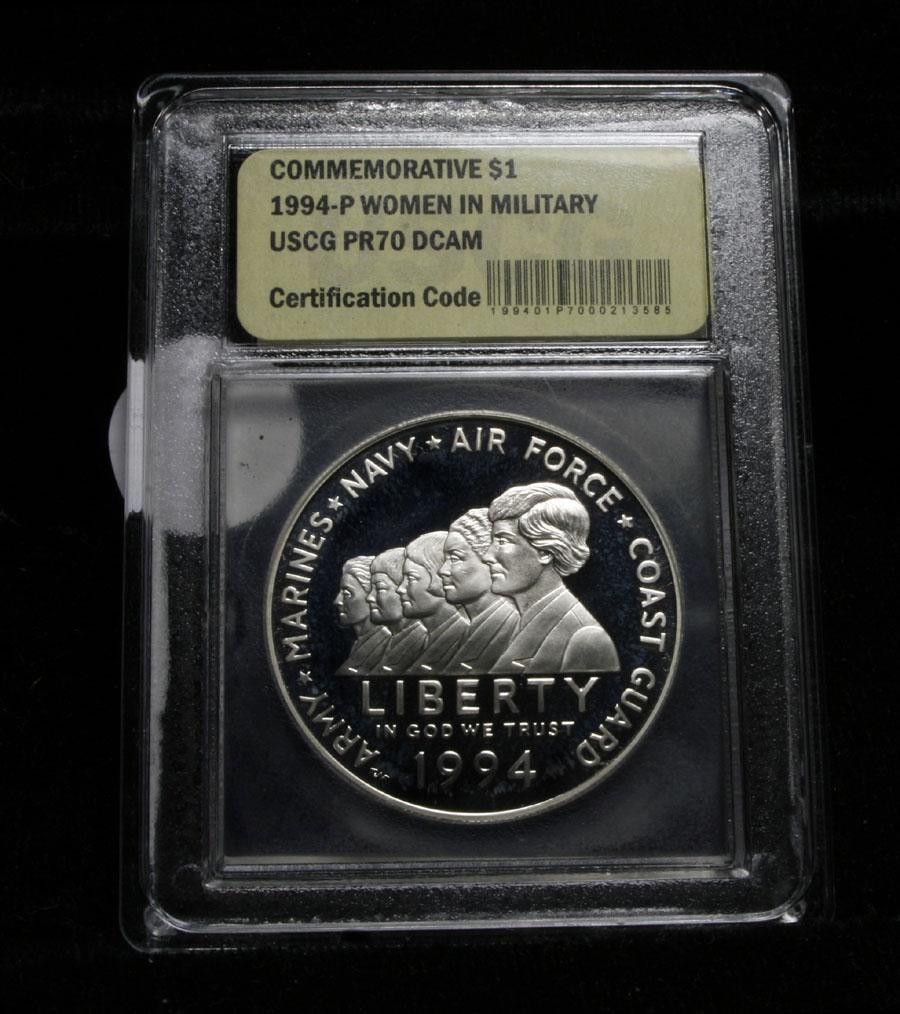 COMMEMORATIVE $1
1994-P WOMEN IN MILITARY
USCG PR70 DCAM
Certification Code
199401P7000213585
ARMY ★ MARINES ★ NAVY ★ AIR FORCE ★ COAST GUARD
LIBERTY
IN GOD WE TRUST
1994